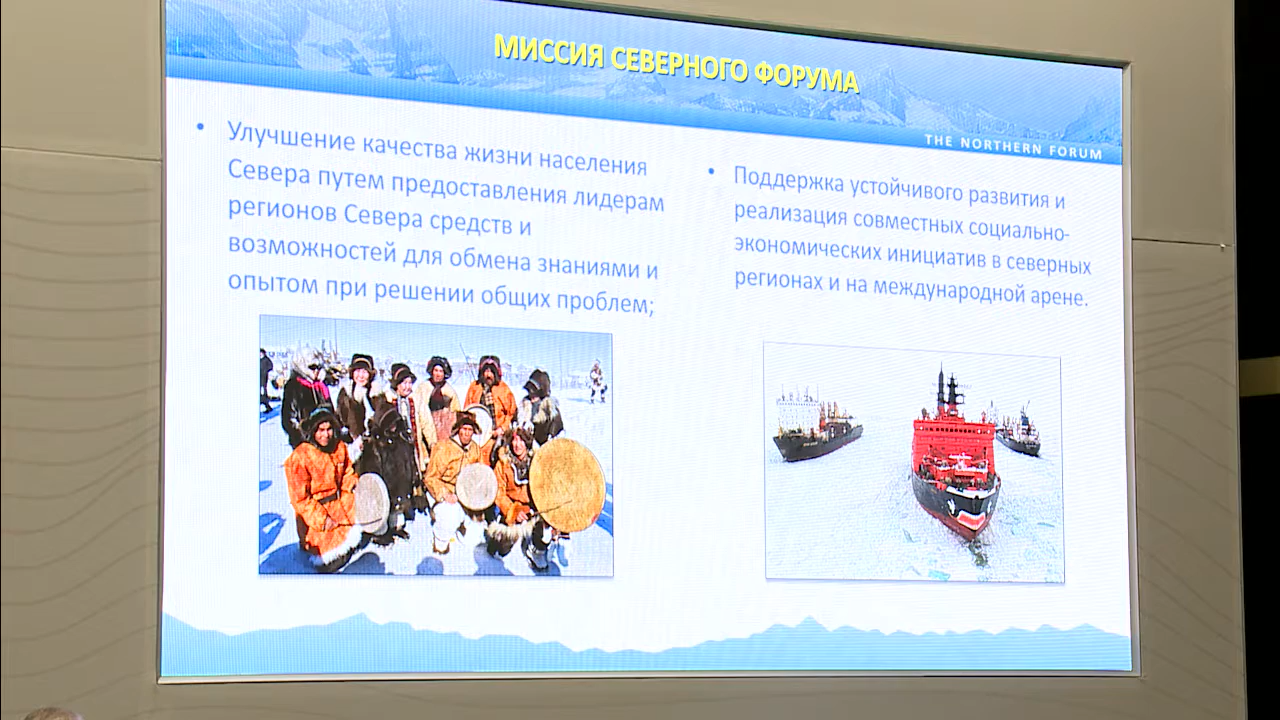 МИССИЯ СЕВЕРНОГО ФОРУМА
THE NORTHERN FORUM
• Улучшение качества жизни населения
Севера путем предоставления лидерам
регионов Севера средств и
возможностей для обмена знаниями и
опытом при решении общих проблем;
• Поддержка устойчивого развития и
реализация совместных социально-
экономических инициатив в северных
регионах и на международной арене.